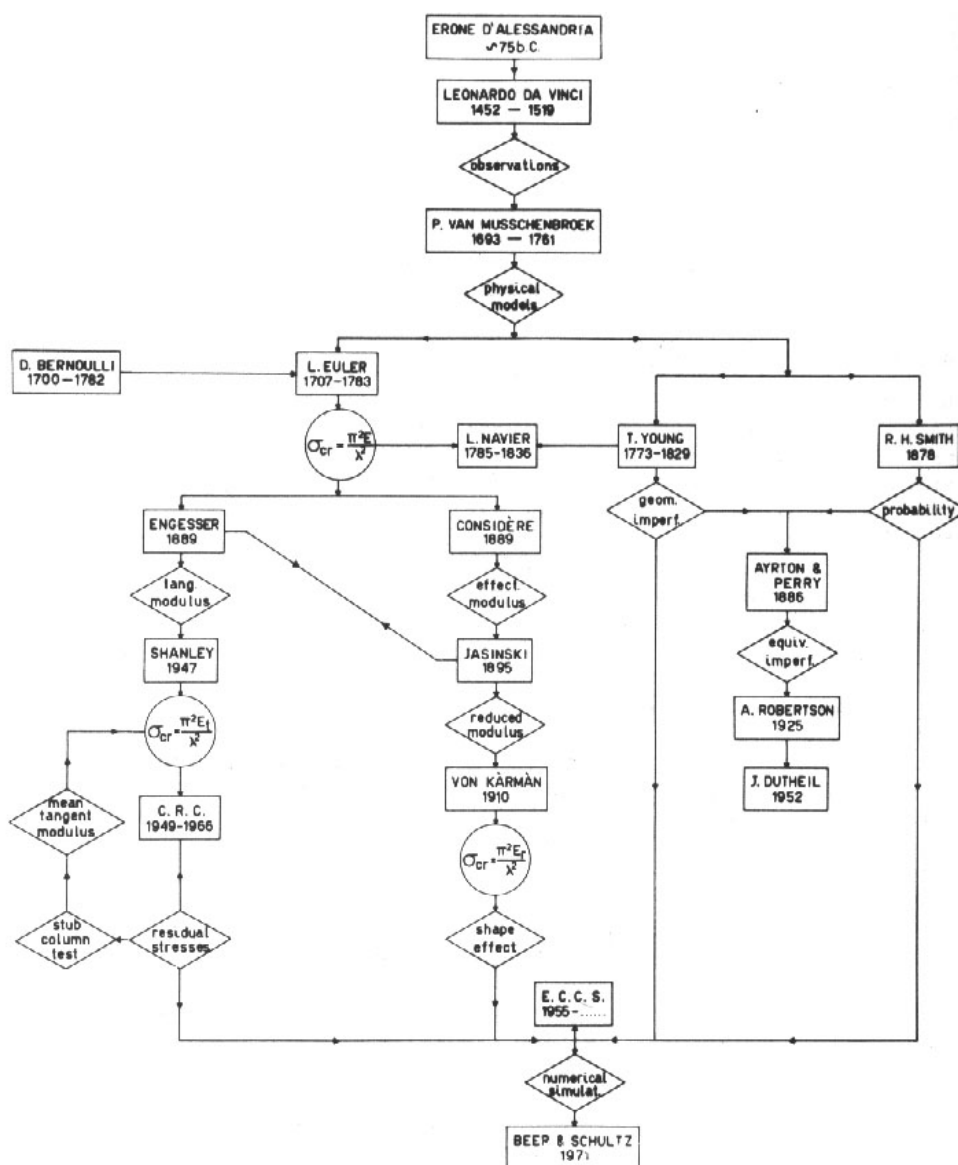 ERONE D'ALESSANDRIA
~75 b.C.
LEONARDO DA VINCI
1452 — 1519
observations
P. VAN MUSSCHENBROEK
1693 — 1761
physical
models
D. BERNOULLI
1700-1782
L. EULER
1707-1783
σcr = π²E/λ²
L. NAVIER
1785-1836
T. YOUNG
1773-1829
R. H. SMITH
1878
geom.
imperf.
probability
ENGESSER
1889
CONSIDÈRE
1889
AYRTON &
PERRY
1886
tang.
modulus
effect.
modulus
equiv.
imperf.
SHANLEY
1947
JASINSKI
1895
A. ROBERTSON
1925
σcr = π²Et/λ²
reduced
modulus
J. DUTHEIL
1952
mean
tangent
modulus
C. R. C.
1949-1966
VON KÀRMÀN
1910
σcr = π²Er/λ²
stub
column
test
residual
stresses
shape
effect
E. C. C. S.
1955-......
numerical
simulat.
BEER & SCHULTZ